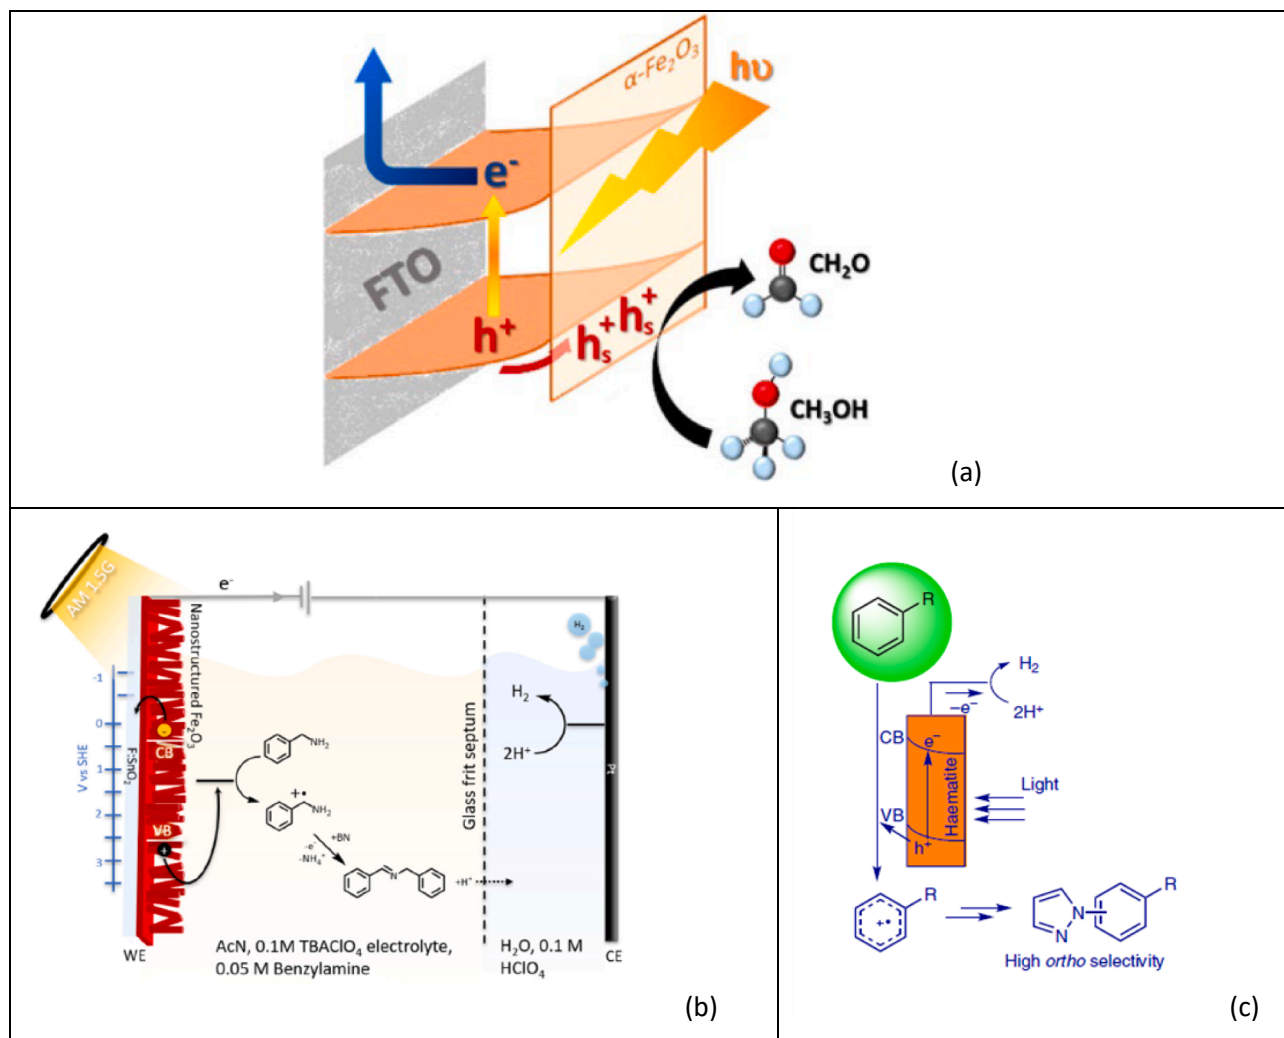 α-Fe₂O₃
hυ
e⁻
FTO
h⁺
hₛ⁺
hₛ⁺
CH₂O
CH₃OH
(a)
AM 1.5G
e⁻
Nanostructured Fe₂O₃
V vs SHE
-1
0
1
2
3
F:SnO₂
-
CB
VB
+
NH₂
+•
NH₂
-e⁻
+BN
-NH₄⁺
N
+H⁺
Glass frit septum
H₂
H₂
2H⁺
Pt
WE
AcN, 0.1M TBAClO₄ electrolyte,
0.05 M Benzylamine
H₂O, 0.1 M
HClO₄
CE
(b)
R
H₂
−e⁻
2H⁺
CB
e⁻
Haematite
Light
VB
h⁺
R
+•
N
N
R
High ortho selectivity
(c)